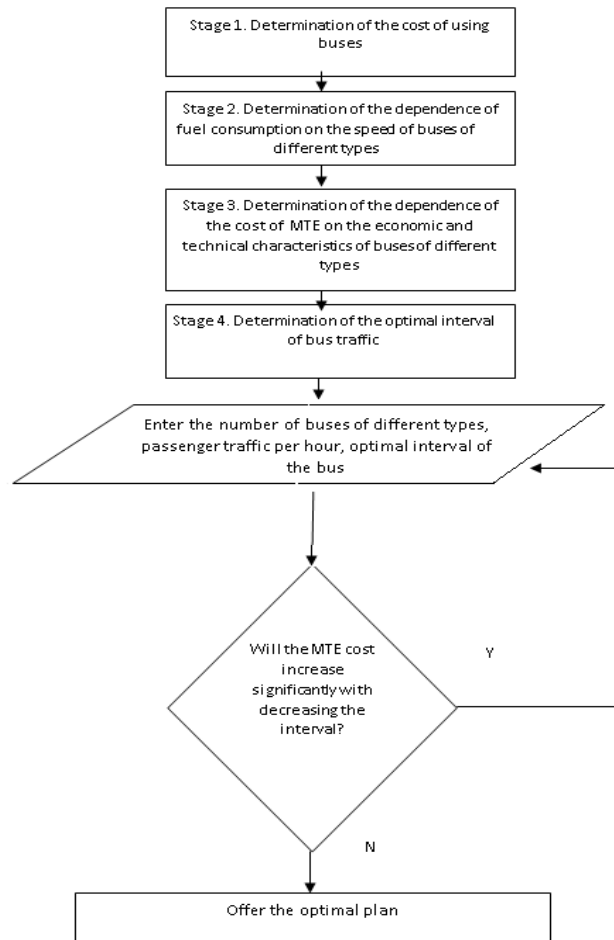 Stage 1. Determination of the cost of using
buses
Stage 2. Determination of the dependence of
fuel consumption on the speed of buses of
different types
Stage 3. Determination of the dependence of
the cost of MTE on the economic and
technical characteristics of buses of different
types
Stage 4. Determination of the optimal interval
of bus traffic
Enter the number of buses of different types,
passenger traffic per hour, optimal interval of
the bus
Will the MTE cost
increase
significantly with
decreasing the
interval?
Y
N
Offer the optimal plan